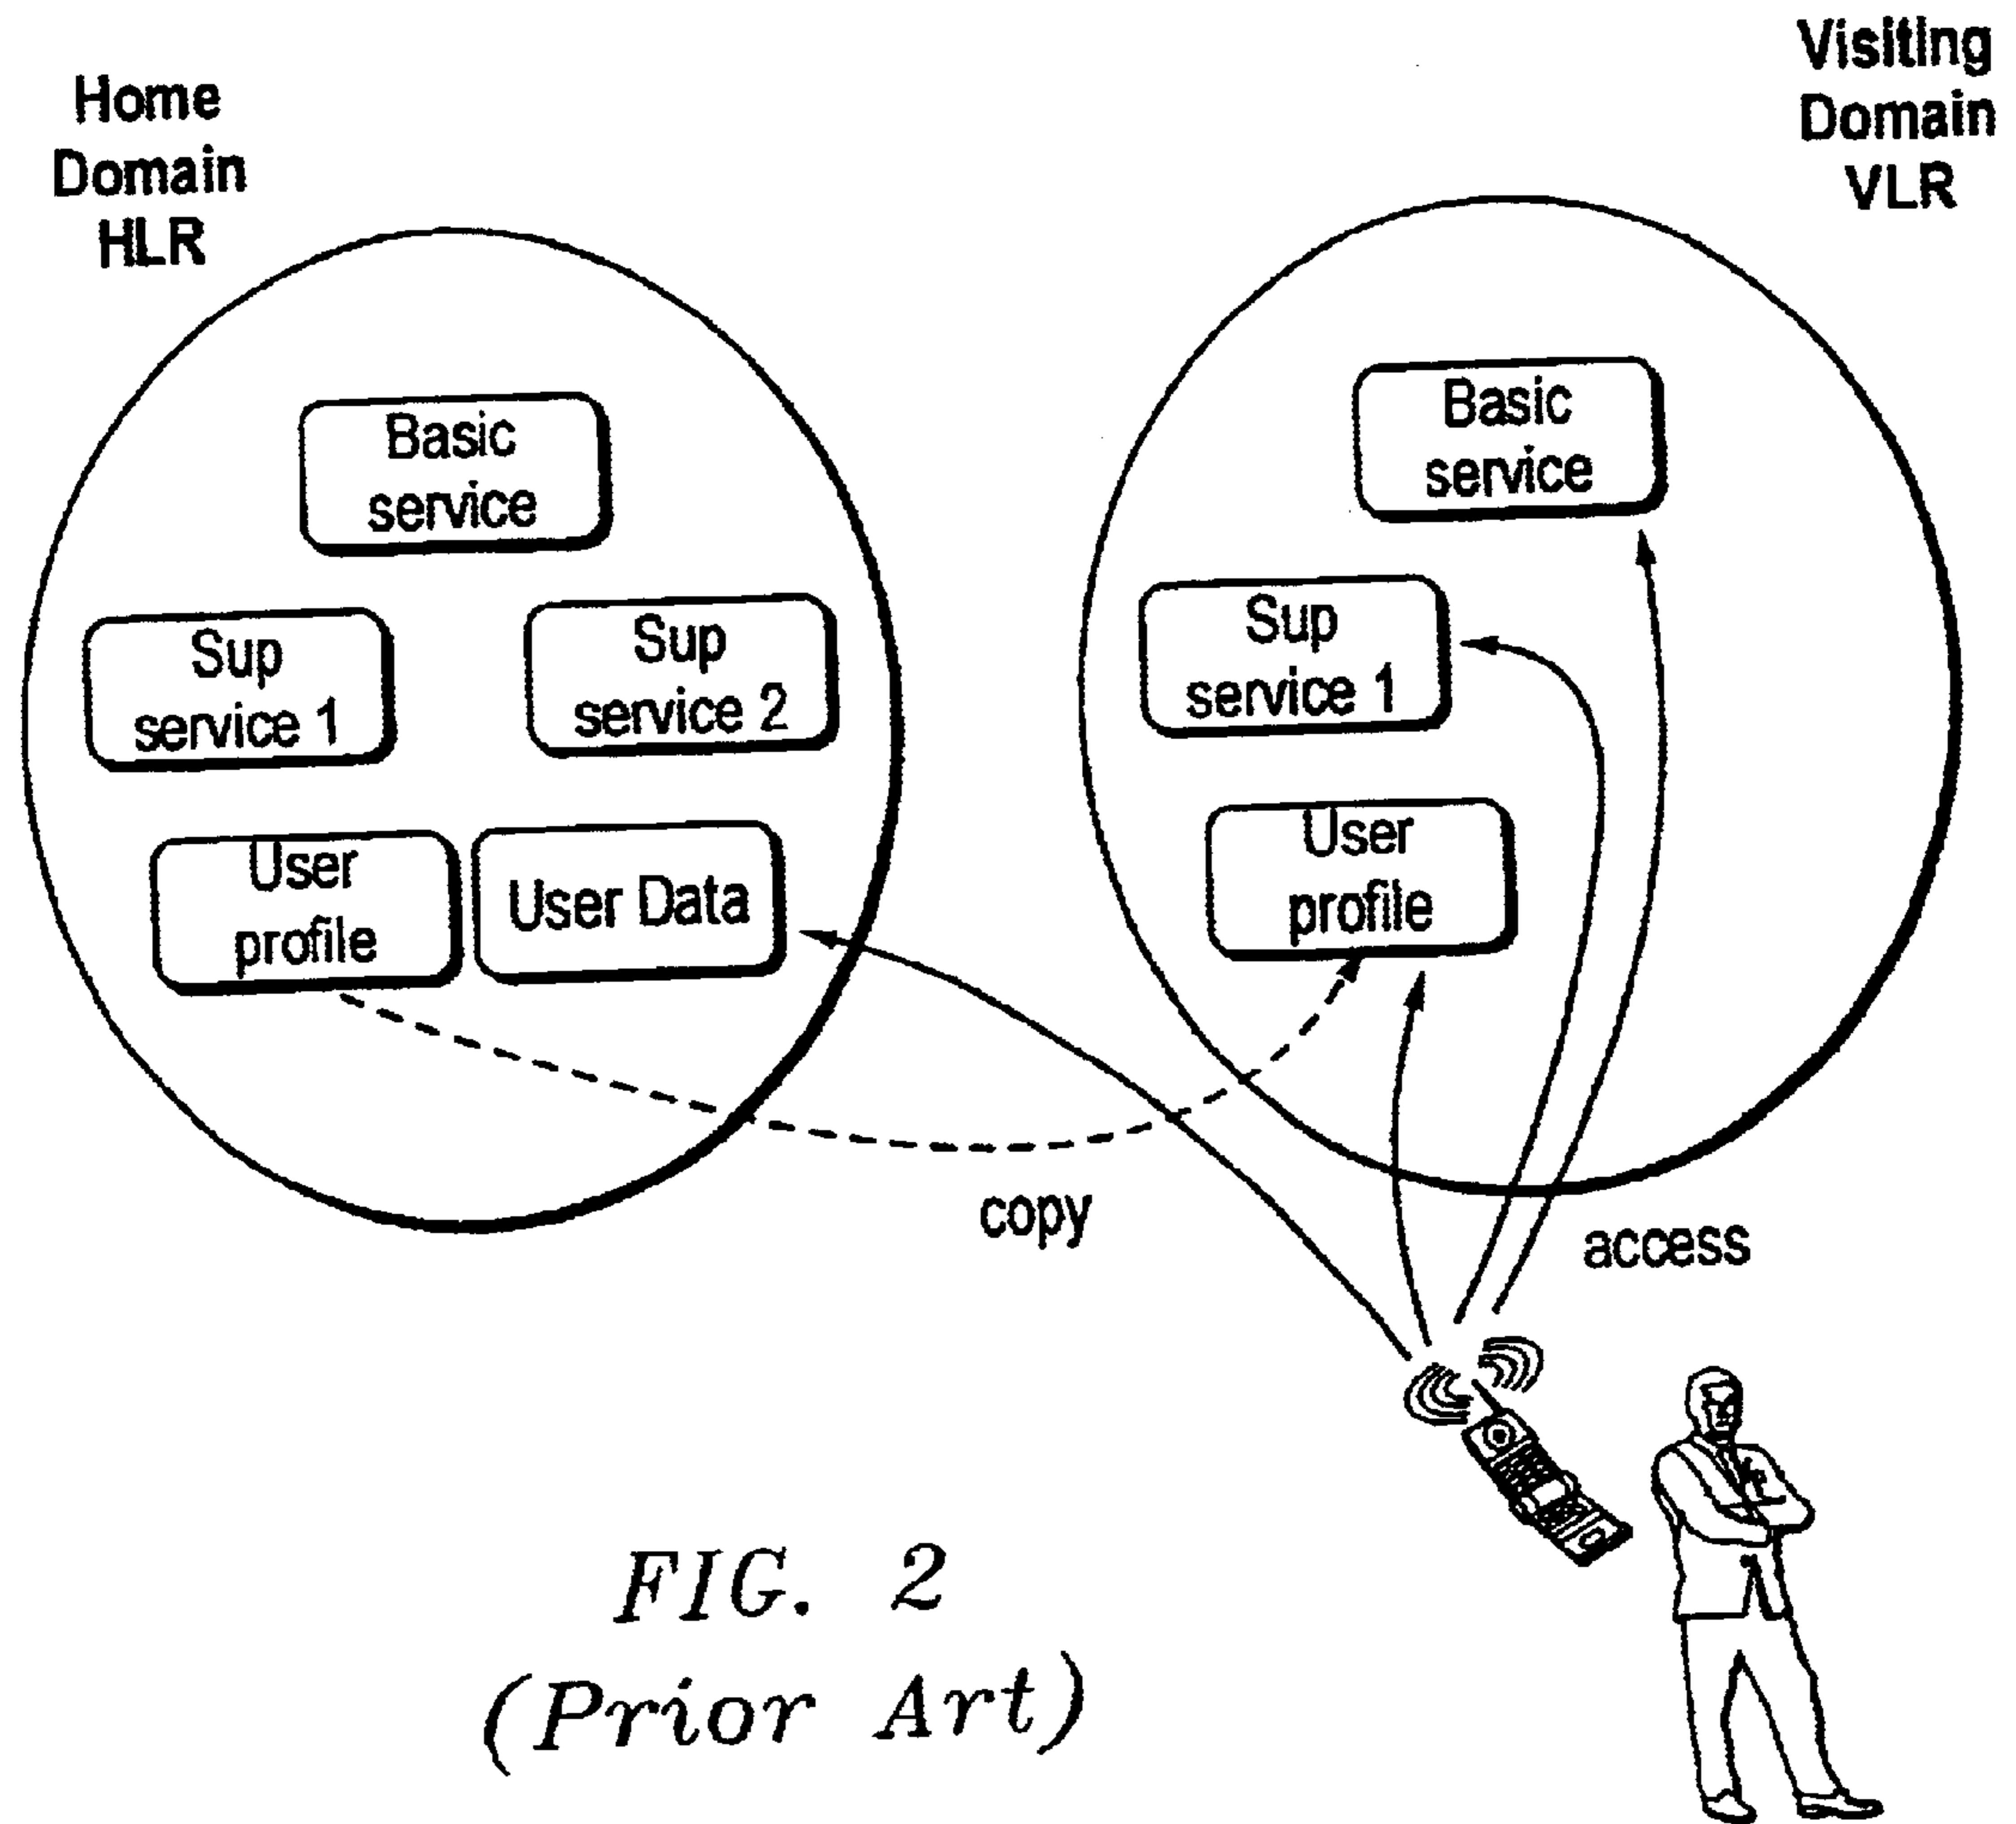 Home
Domain
HLR
Visiting
Domain
VLR
Basic
service
Sup
service 1
Sup
service 2
User
profile
User Data
Basic
service
Sup
service 1
User
profile
copy
access
FIG. 2
(Prior Art)